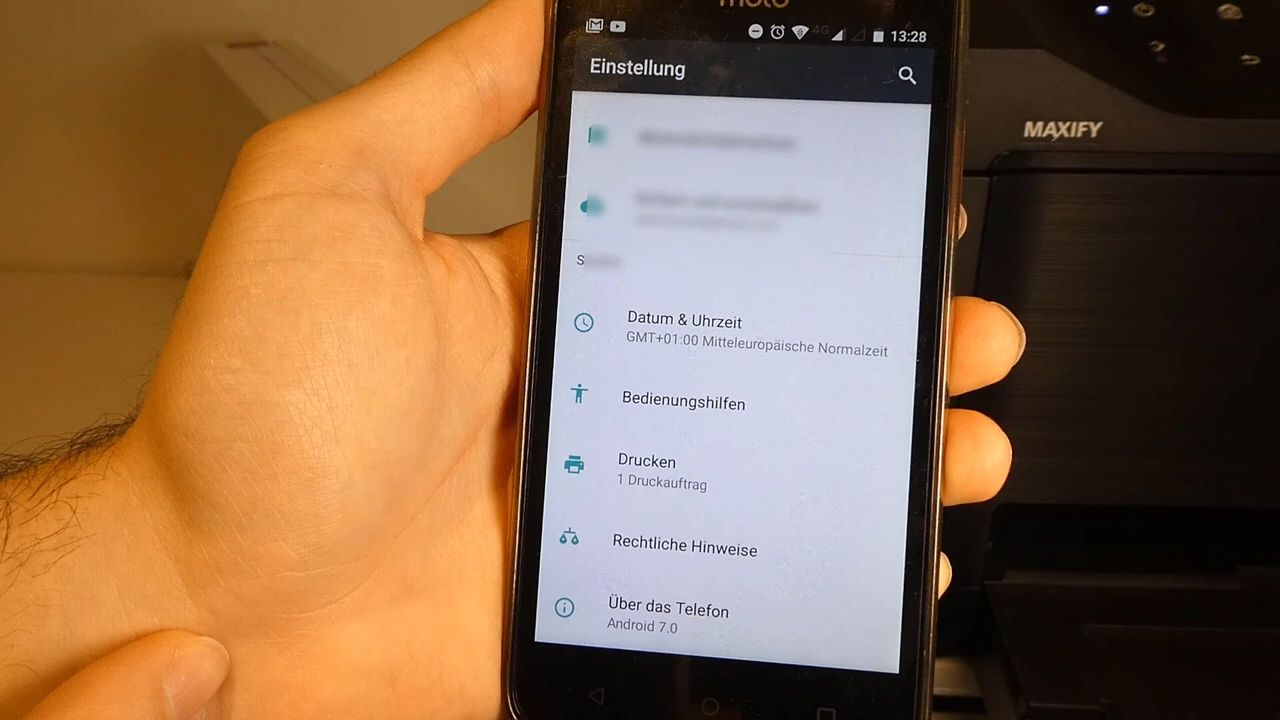 moto
4G
13:28
Einstellung
MAXIFY
S
Datum & Uhrzeit
GMT+01:00 Mitteleuropäische Normalzeit
Bedienungshilfen
Drucken
1 Druckauftrag
Rechtliche Hinweise
Über das Telefon
Android 7.0